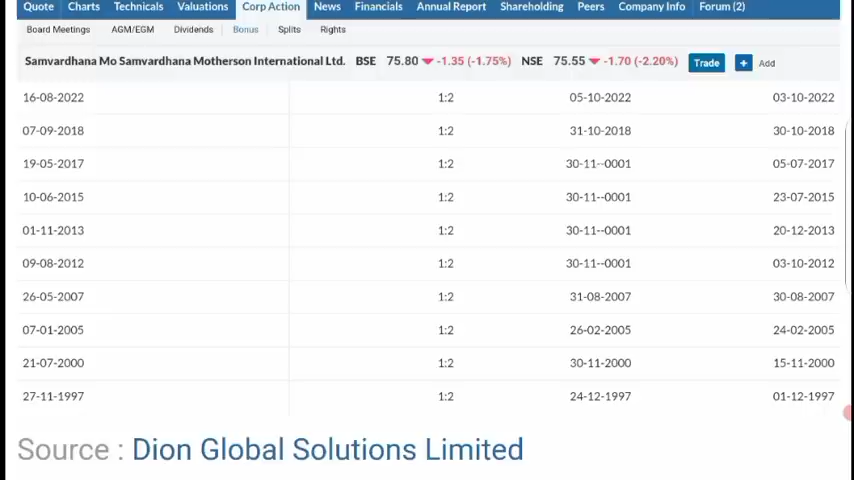 Quote Charts Technicals Valuations Corp Action News Financials Annual Report Shareholding Peers Company Info Forum (2)
Board Meetings AGM/EGM Dividends Bonus Splits Rights
Samvardhana Mo Samvardhana Motherson International Ltd. BSE 75.80 -1.35 (-1.75%) NSE 75.55 -1.70 (-2.20%) Trade + Add
16-08-2022 1:2 05-10-2022 03-10-2022
07-09-2018 1:2 31-10-2018 30-10-2018
19-05-2017 1:2 30-11--0001 05-07-2017
10-06-2015 1:2 30-11--0001 23-07-2015
01-11-2013 1:2 30-11--0001 20-12-2013
09-08-2012 1:2 30-11--0001 03-10-2012
26-05-2007 1:2 31-08-2007 30-08-2007
07-01-2005 1:2 26-02-2005 24-02-2005
21-07-2000 1:2 30-11-2000 15-11-2000
27-11-1997 1:2 24-12-1997 01-12-1997
Source : Dion Global Solutions Limited